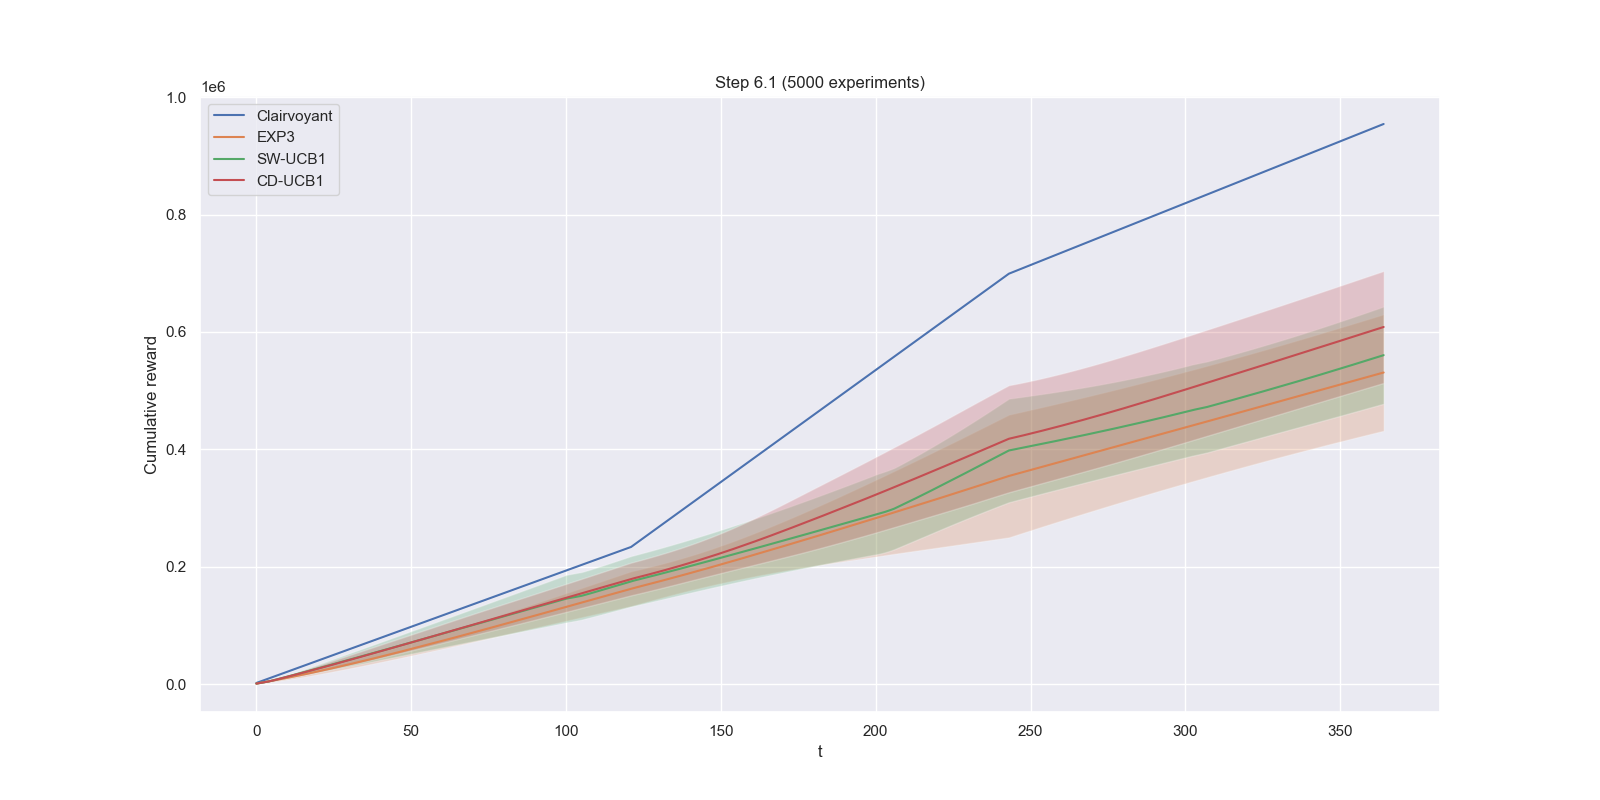 Step 6.1 (5000 experiments)
1e6
Clairvoyant
EXP3
SW-UCB1
CD-UCB1
1.0
0.8
0.6
0.4
0.2
0.0
Cumulative reward
0 50 100 150 200 250 300 350
t